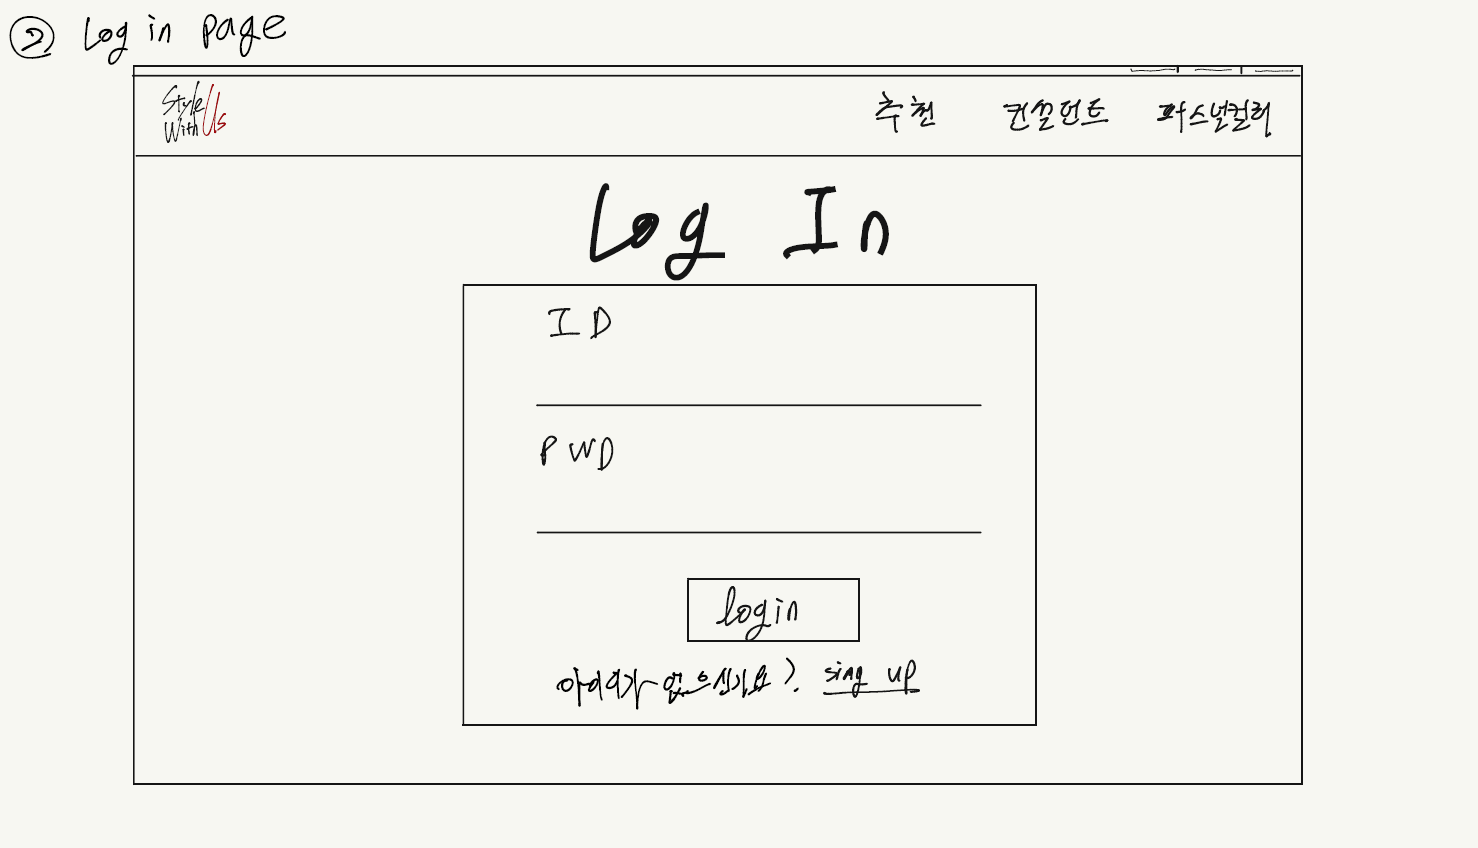 ② Log in page
Style
With Us
추천 컨설턴트 퍼스널컬러
Log In
ID
PWD
login
아이디가 없으신가요? sing up